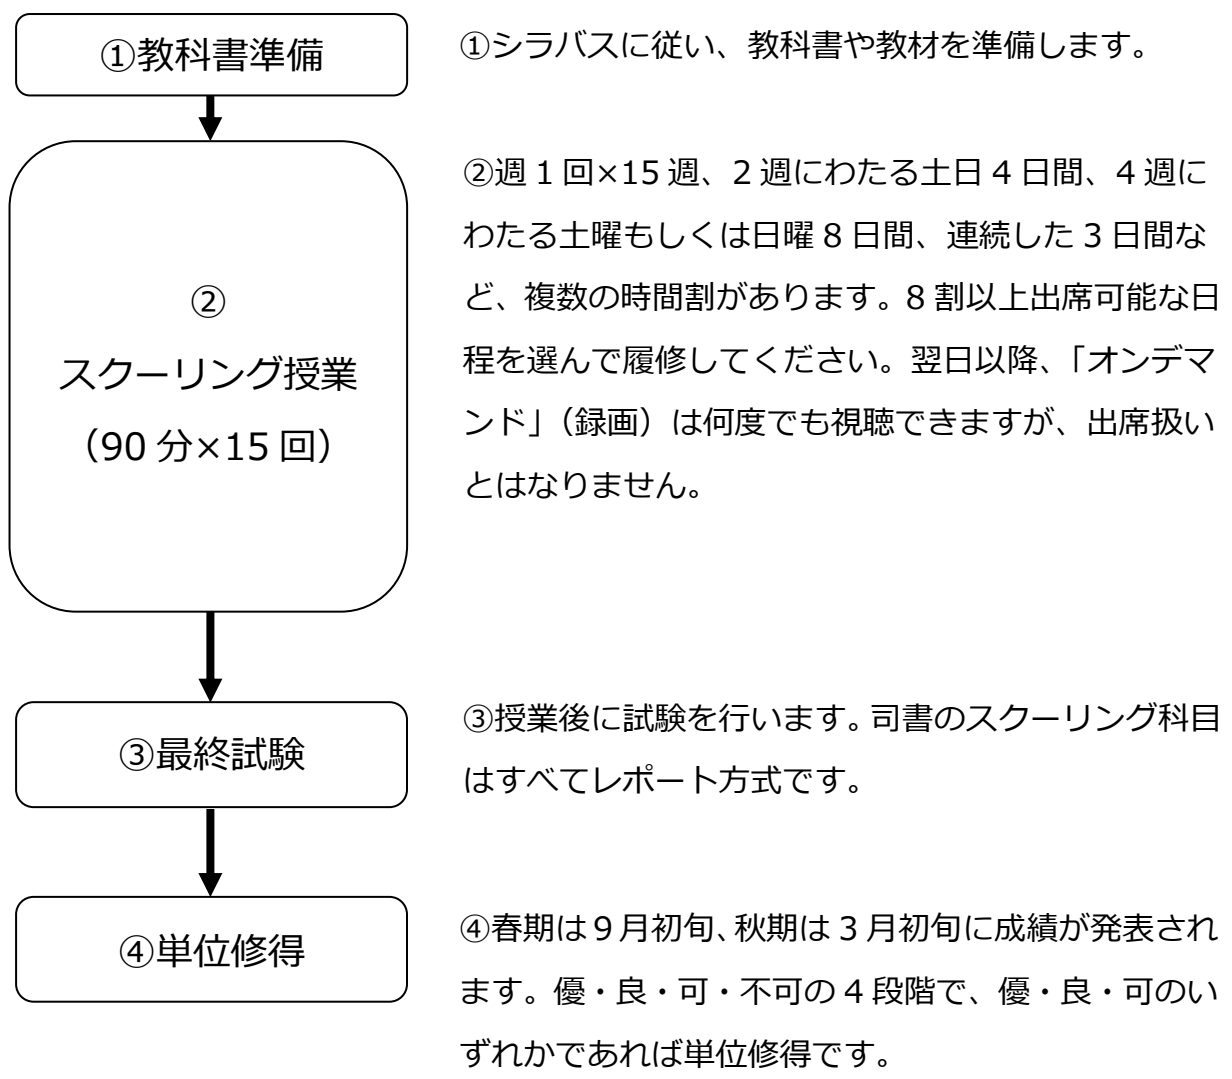 ①教科書準備
①シラバスに従い、教科書や教材を準備します。
②
スクーリング授業
（90 分×15 回）
②週 1 回×15 週、2 週にわたる土日 4 日間、4 週に
わたる土曜もしくは日曜 8 日間、連続した 3 日間な
ど、複数の時間割があります。8 割以上出席可能な日
程を選んで履修してください。翌日以降、「オンデマ
ンド」（録画）は何度でも視聴できますが、出席扱い
とはなりません。
③最終試験
③授業後に試験を行います。司書のスクーリング科目
はすべてレポート方式です。
④単位修得
④春期は 9 月初旬、秋期は 3 月初旬に成績が発表され
ます。優・良・可・不可の 4 段階で、優・良・可のい
ずれかであれば単位修得です。